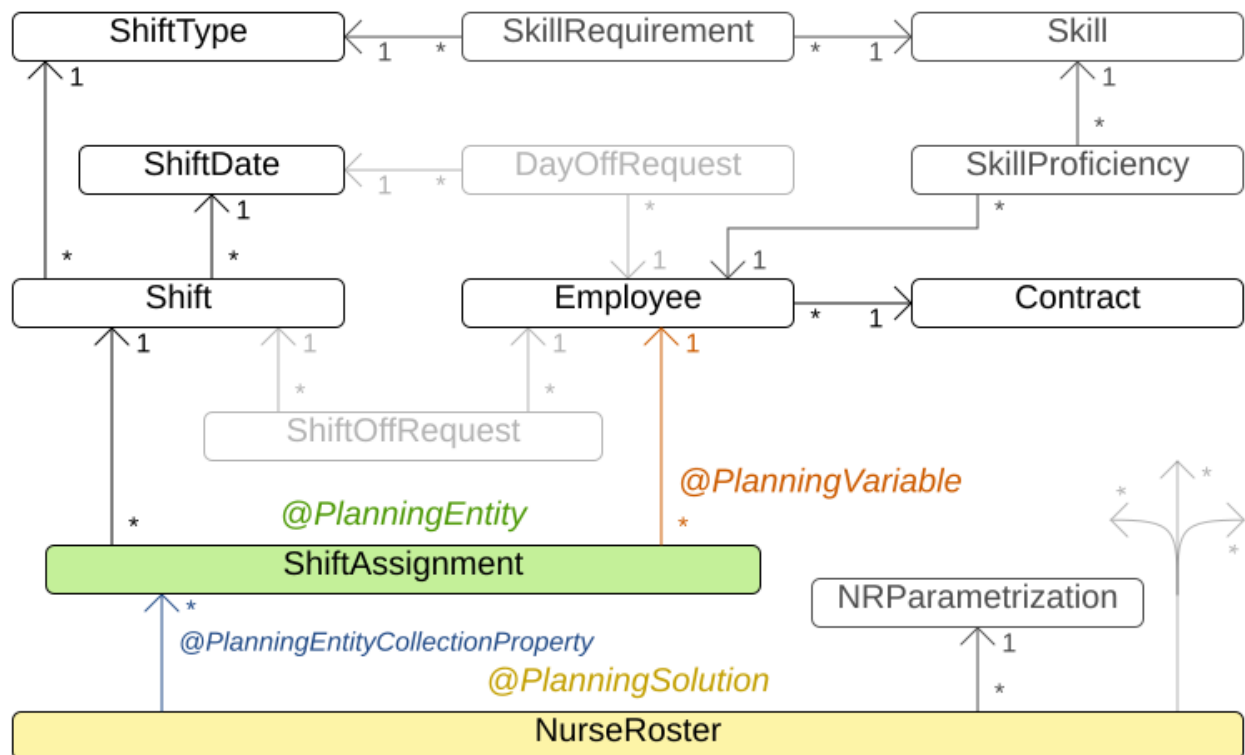 ShiftType
SkillRequirement
Skill
1
*
*
1
1
1
*
ShiftDate
DayOffRequest
SkillProficiency
1
*
1
*
*
*
*
1
1
Shift
Employee
Contract
*
1
1
1
1
1
*
*
ShiftOffRequest
@PlanningVariable
*
*
@PlanningEntity
*
*
*
ShiftAssignment
NRParametrization
*
@PlanningEntityCollectionProperty
1
@PlanningSolution
*
NurseRoster